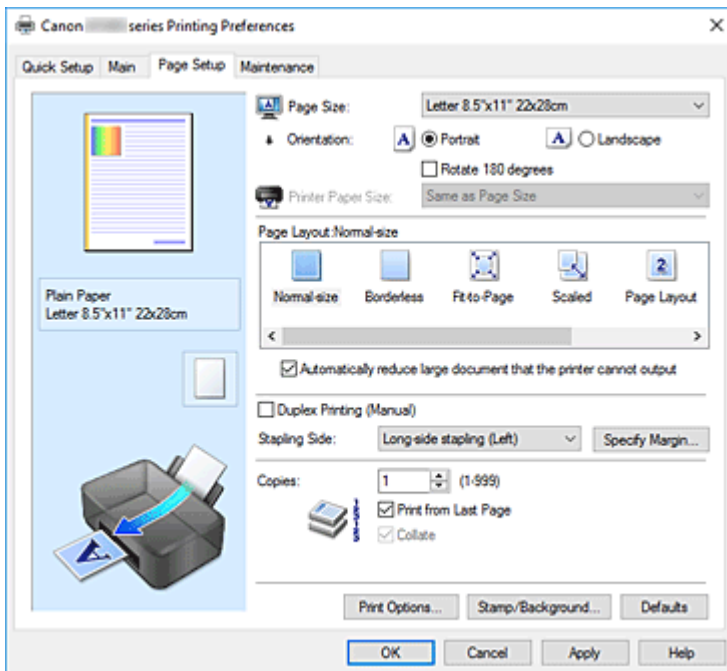 Canon series Printing Preferences
Quick Setup Main Page Setup Maintenance
Page Size: Letter 8.5"x11" 22x28cm
Orientation: A Portrait A Landscape
Rotate 180 degrees
Printer Paper Size: Same as Page Size
Page Layout:Normal-size
2
Normal-size Borderless Fit-to-Page Scaled Page Layout
Plain Paper
Letter 8.5"x11" 22x28cm
Automatically reduce large document that the printer cannot output
Duplex Printing (Manual)
Stapling Side: Long-side stapling (Left) Specify Margin...
Copies: 1 (1-999)
Print from Last Page
Collate
A
Print Options... Stamp/Background... Defaults
OK Cancel Apply Help